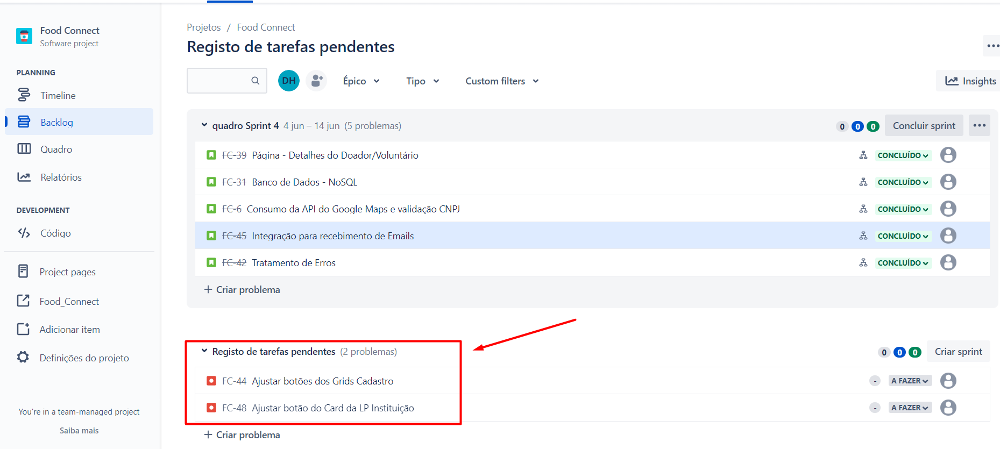 Food Connect
Software project
PLANNING
Timeline
Backlog
Quadro
Relatórios
DEVELOPMENT
Código
Project pages
Food_Connect
Adicionar item
Definições do projeto
You're in a team-managed project
Saiba mais
Projetos / Food Connect
Registo de tarefas pendentes
DH Épico Tipo Custom filters Insights
quadro Sprint 4 4 jun – 14 jun (5 problemas) 0 0 0 Concluir sprint
FC-39 Página - Detalhes do Doador/Voluntário CONCLUÍDO
FC-31 Banco de Dados - NoSQL CONCLUÍDO
FC-6 Consumo da API do Google Maps e validação CNPJ CONCLUÍDO
FC-45 Integração para recebimento de Emails CONCLUÍDO
FC-42 Tratamento de Erros CONCLUÍDO
+ Criar problema
Registo de tarefas pendentes (2 problemas) 0 0 0 Criar sprint
FC-44 Ajustar botões dos Grids Cadastro - A FAZER
FC-48 Ajustar botão do Card da LP Instituição - A FAZER
+ Criar problema